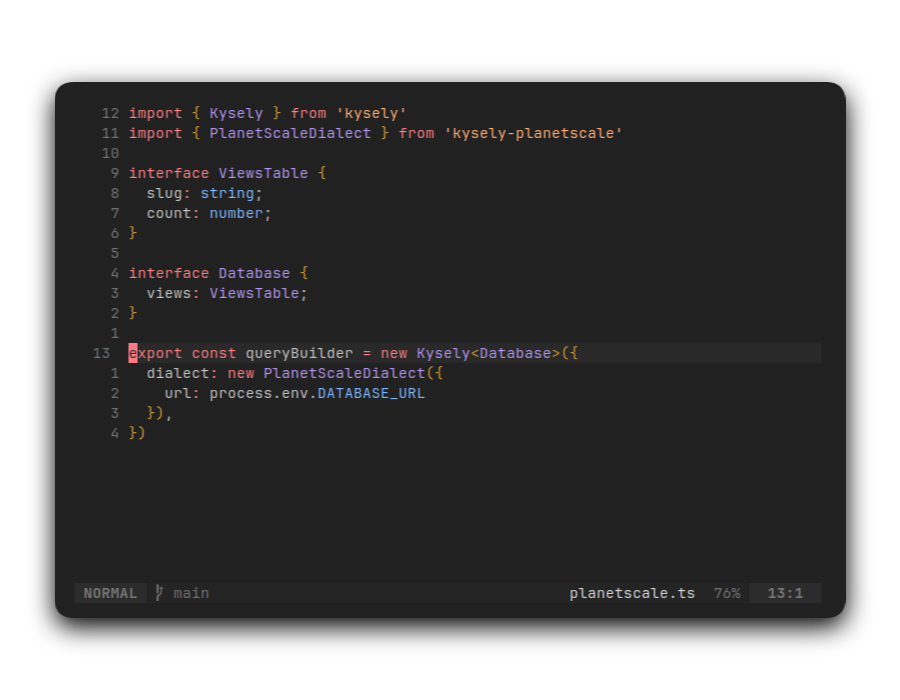 12 import { Kysely } from 'kysely'
11 import { PlanetScaleDialect } from 'kysely-planetscale'
10
9 interface ViewsTable {
8   slug: string;
7   count: number;
6 }
5
4 interface Database {
3   views: ViewsTable;
2 }
1
13 export const queryBuilder = new Kysely<Database>({
1   dialect: new PlanetScaleDialect({
2     url: process.env.DATABASE_URL
3   }),
4 })
NORMAL main planetscale.ts 76% 13:1